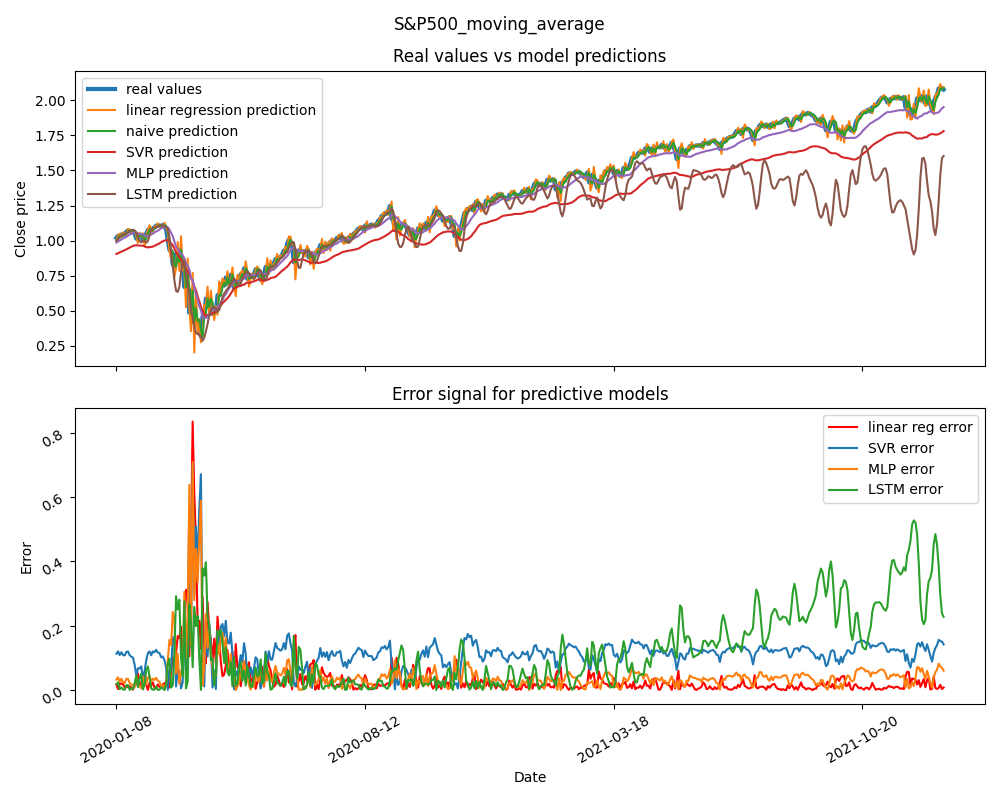 S&P500_moving_average
Real values vs model predictions
real values
linear regression prediction
naive prediction
SVR prediction
MLP prediction
LSTM prediction
Close price
2.00
1.75
1.50
1.25
1.00
0.75
0.50
0.25
Error signal for predictive models
linear reg error
SVR error
MLP error
LSTM error
Error
0.8
0.6
0.4
0.2
0.0
2020-01-08
2020-08-12
2021-03-18
2021-10-20
Date